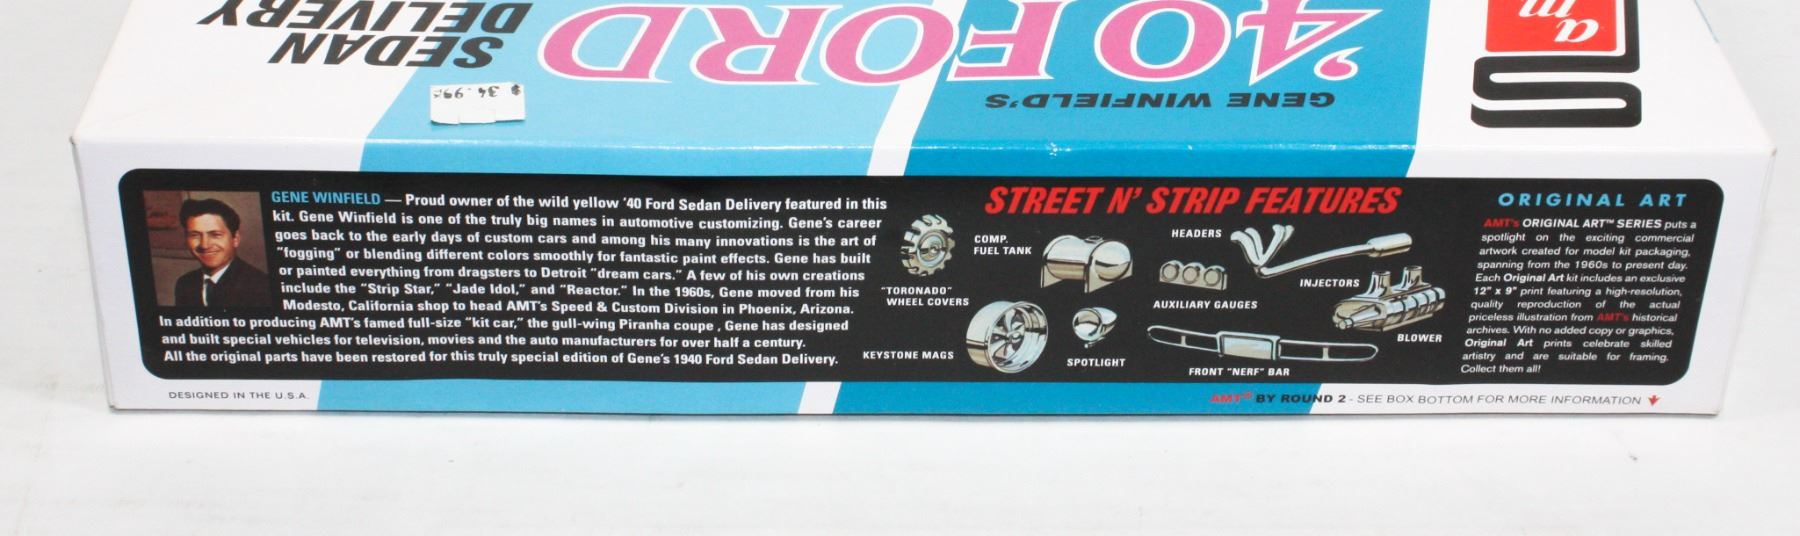 SEDAN
DELIVERY
'40 FORD
GENE WINFIELD'S
$ 34.99
am
GENE WINFIELD — Proud owner of the wild yellow '40 Ford Sedan Delivery featured in this
kit. Gene Winfield is one of the truly big names in automotive customizing. Gene's career
goes back to the early days of custom cars and among his many innovations is the art of
"fogging" or blending different colors smoothly for fantastic paint effects. Gene has built
or painted everything from dragsters to Detroit "dream cars." A few of his own creations
include the "Strip Star," "Jade Idol," and "Reactor." In the 1960s, Gene moved from his
Modesto, California shop to head AMT's Speed & Custom Division in Phoenix, Arizona.
In addition to producing AMT's famed full-size "kit car," the gull-wing Piranha coupe , Gene has designed
and built special vehicles for television, movies and the auto manufacturers for over half a century.
All the original parts have been restored for this truly special edition of Gene's 1940 Ford Sedan Delivery.
STREET N' STRIP FEATURES
"TORONADO"
WHEEL COVERS
COMP.
FUEL TANK
HEADERS
AUXILIARY GAUGES
INJECTORS
BLOWER
KEYSTONE MAGS
SPOTLIGHT
FRONT "NERF" BAR
ORIGINAL ART
AMT's ORIGINAL ART™ SERIES puts a
spotlight on the exciting commercial
artwork created for model kit packaging,
spanning from the 1960s to present day.
Each Original Art kit includes an exclusive
12" x 9" print featuring a high-resolution,
quality reproduction of the actual
priceless illustration from AMT's historical
archives. With no added copy or graphics,
Original Art prints celebrate skilled
artistry and are suitable for framing.
Collect them all!
DESIGNED IN THE U.S.A.
AMT® BY ROUND 2 - SEE BOX BOTTOM FOR MORE INFORMATION